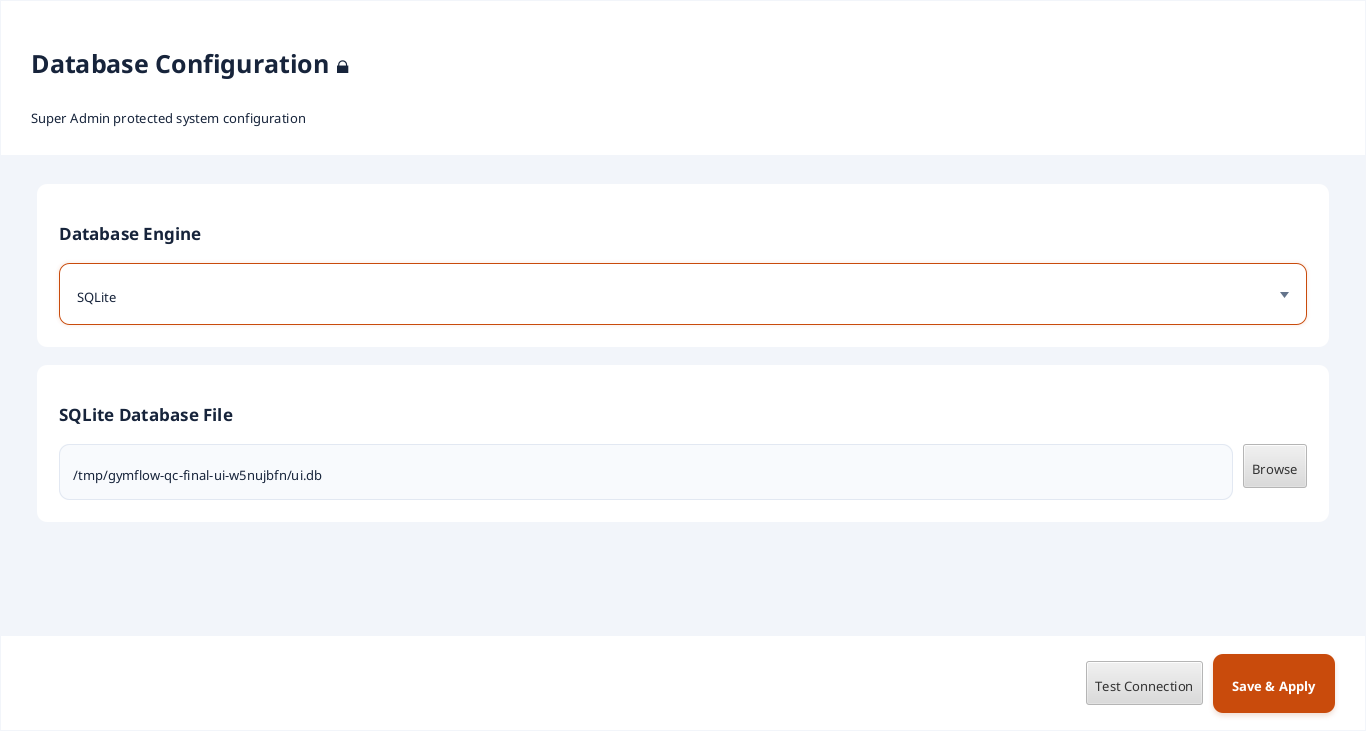 Database Configuration
Super Admin protected system configuration
Database Engine
SQLite
SQLite Database File
/tmp/gymflow-qc-final-ui-w5nujbfn/ui.db
Browse
Test Connection
Save & Apply